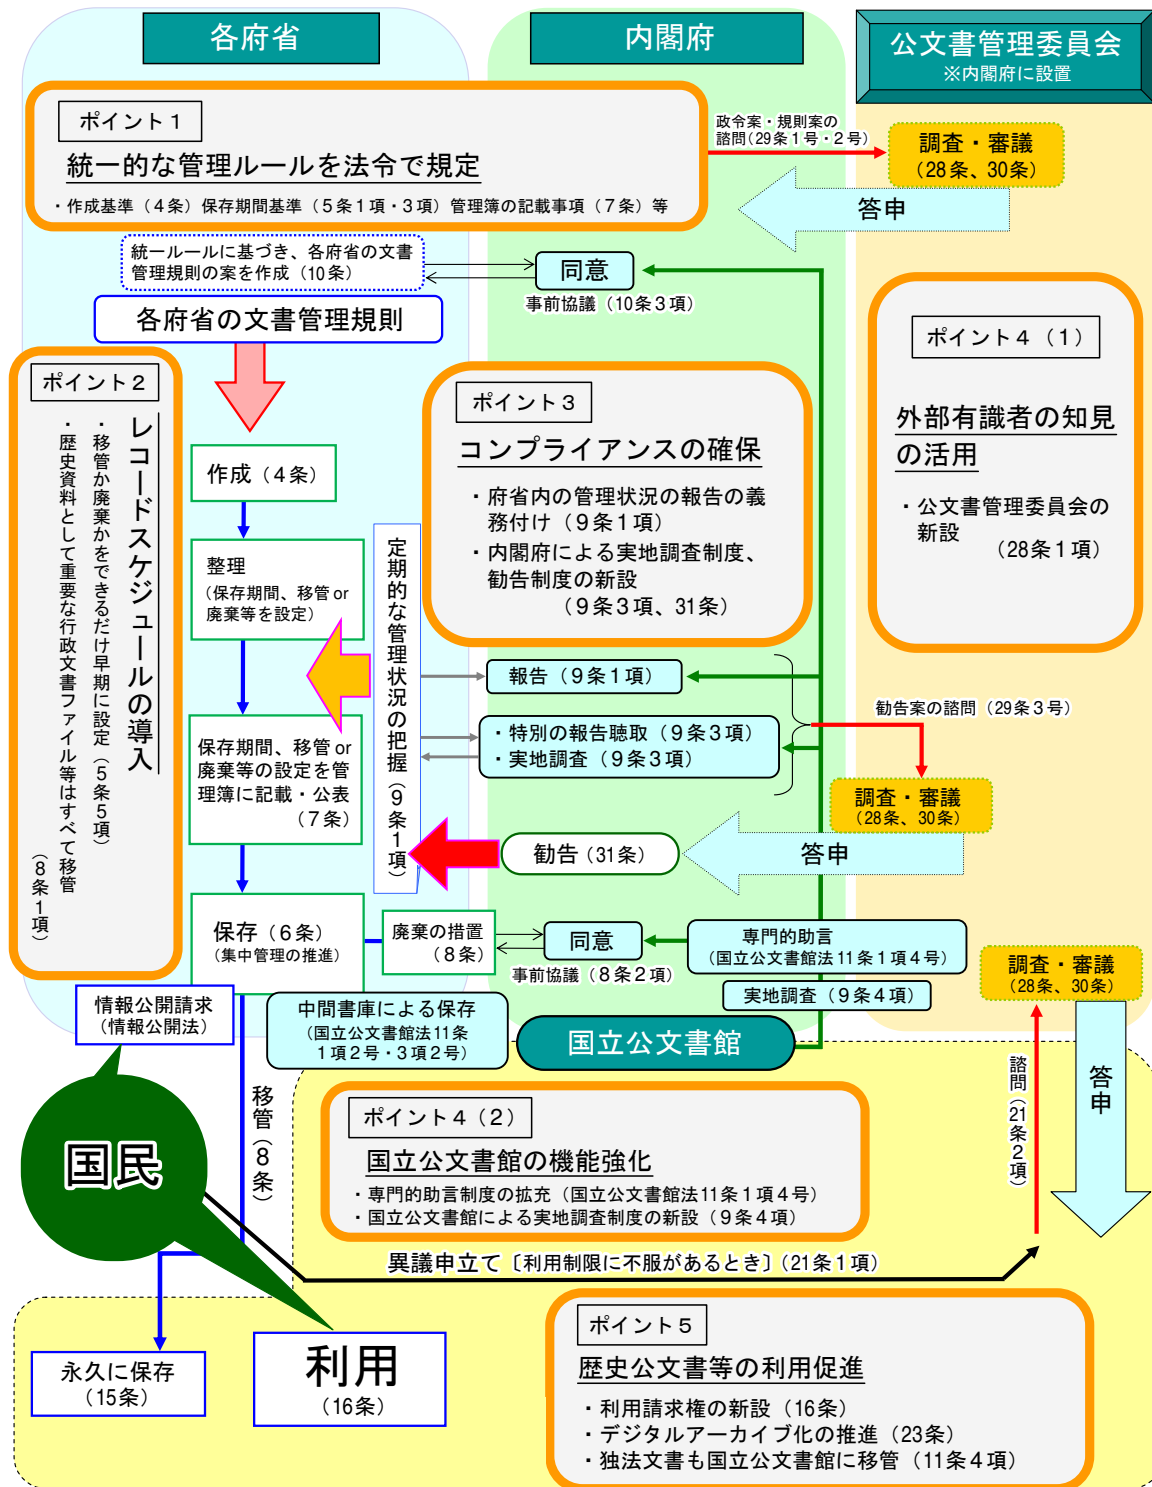 各府省
内閣府
公文書管理委員会
※内閣府に設置
ポイント１
統一的な管理ルールを法令で規定
・作成基準（４条）保存期間基準（５条１項・３項）管理簿の記載事項（７条）等
政令案・規則案の
諮問（29条１号・２号）
調査・審議
（28条、30条）
答申
統一ルールに基づき、各府省の文書
管理規則の案を作成（10条）
同意
事前協議（10条３項）
各府省の文書管理規則
ポイント２
レコードスケジュールの導入
・移管か廃棄かをできるだけ早期に設定（５条５項）
・歴史資料として重要な行政文書ファイル等はすべて移管
（８条１項）
ポイント３
コンプライアンスの確保
・府省内の管理状況の報告の義
務付け（９条１項）
・内閣府による実地調査制度、
勧告制度の新設
（９条３項、31条）
ポイント４（１）
外部有識者の知見
の活用
・公文書管理委員会の
新設
（28条１項）
作成（４条）
整理
（保存期間、移管or
廃棄等を設定）
保存期間、移管or
廃棄等の設定を管
理簿に記載・公表
（７条）
定期的な管理状況の把握（９条１項）
報告（９条１項）
・特別の報告聴取（９条３項）
・実地調査（９条３項）
勧告案の諮問（29条３号）
調査・審議
（28条、30条）
答申
勧告（31条）
保存（６条）
（集中管理の推進）
廃棄の措置
（８条）
同意
事前協議（８条２項）
専門的助言
（国立公文書館法11条１項４号）
実地調査（９条４項）
調査・審議
（28条、30条）
情報公開請求
（情報公開法）
中間書庫による保存
（国立公文書館法11条
１項２号・３項２号）
国立公文書館
国民
移管（８条）
諮問（21条２項）
答申
ポイント４（２）
国立公文書館の機能強化
・専門的助言制度の拡充（国立公文書館法11条１項４号）
・国立公文書館による実地調査制度の新設（９条４項）
異議申立て〔利用制限に不服があるとき〕（21条１項）
永久に保存
（15条）
利用
（16条）
ポイント５
歴史公文書等の利用促進
・利用請求権の新設（16条）
・デジタルアーカイブ化の推進（23条）
・独法文書も国立公文書館に移管（11条４項）